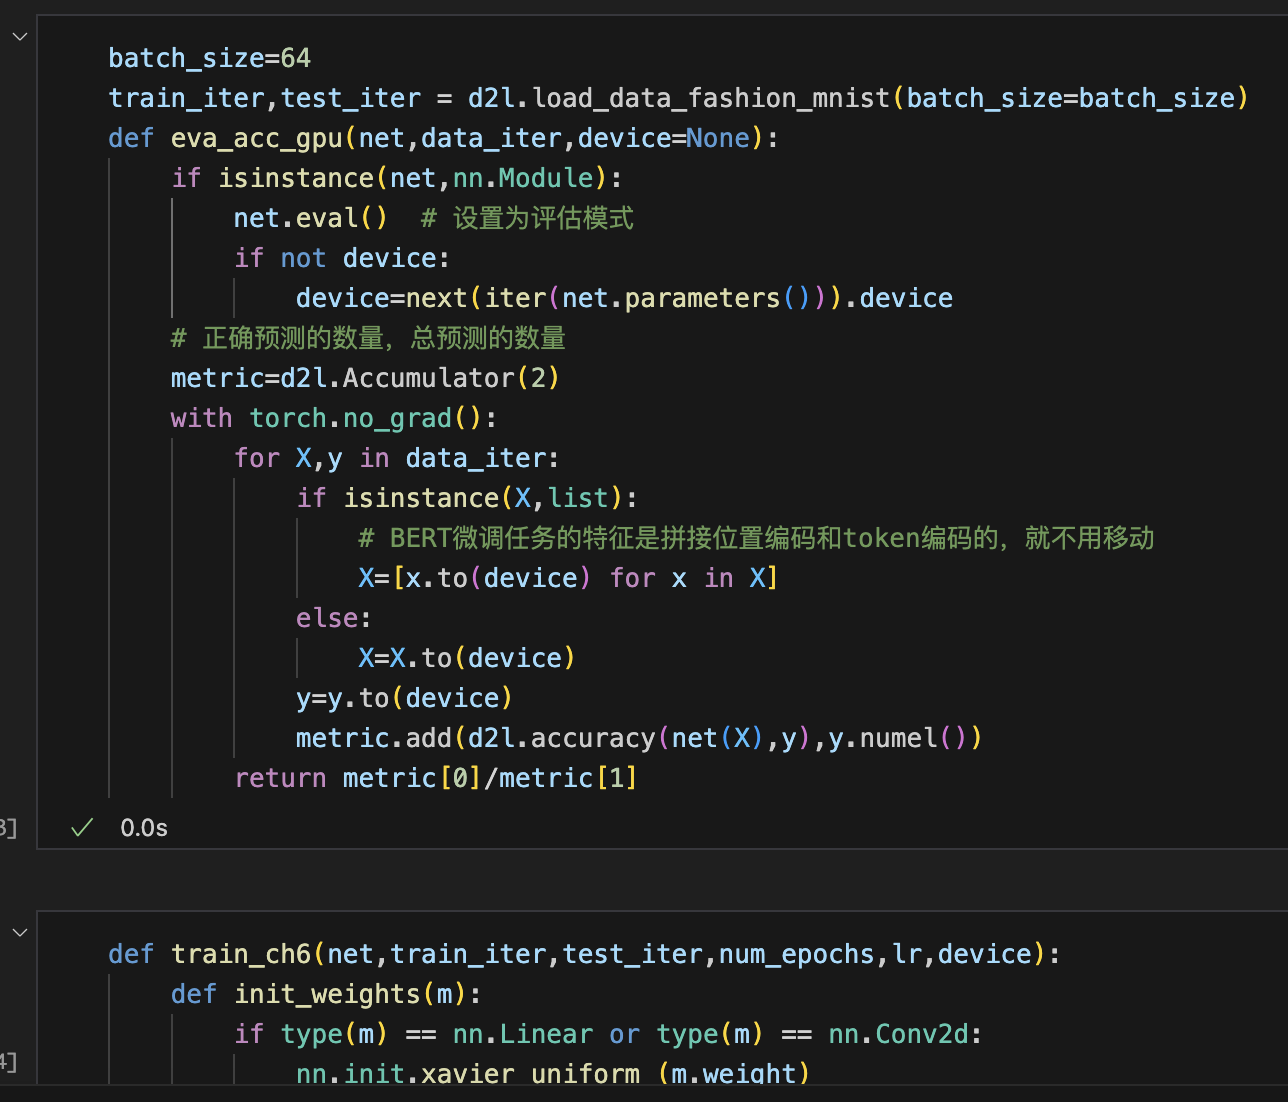 batch_size=64
train_iter,test_iter = d2l.load_data_fashion_mnist(batch_size=batch_size)
def eva_acc_gpu(net,data_iter,device=None):
    if isinstance(net,nn.Module):
        net.eval()  # 设置为评估模式
        if not device:
            device=next(iter(net.parameters())).device
    # 正确预测的数量，总预测的数量
    metric=d2l.Accumulator(2)
    with torch.no_grad():
        for X,y in data_iter:
            if isinstance(X,list):
                # BERT微调任务的特征是拼接位置编码和token编码的，就不用移动
                X=[x.to(device) for x in X]
            else:
                X=X.to(device)
            y=y.to(device)
            metric.add(d2l.accuracy(net(X),y),y.numel())
        return metric[0]/metric[1]
3] 0.0s
def train_ch6(net,train_iter,test_iter,num_epochs,lr,device):
    def init_weights(m):
        if type(m) == nn.Linear or type(m) == nn.Conv2d:
4]
            nn.init.xavier_uniform_(m.weight)